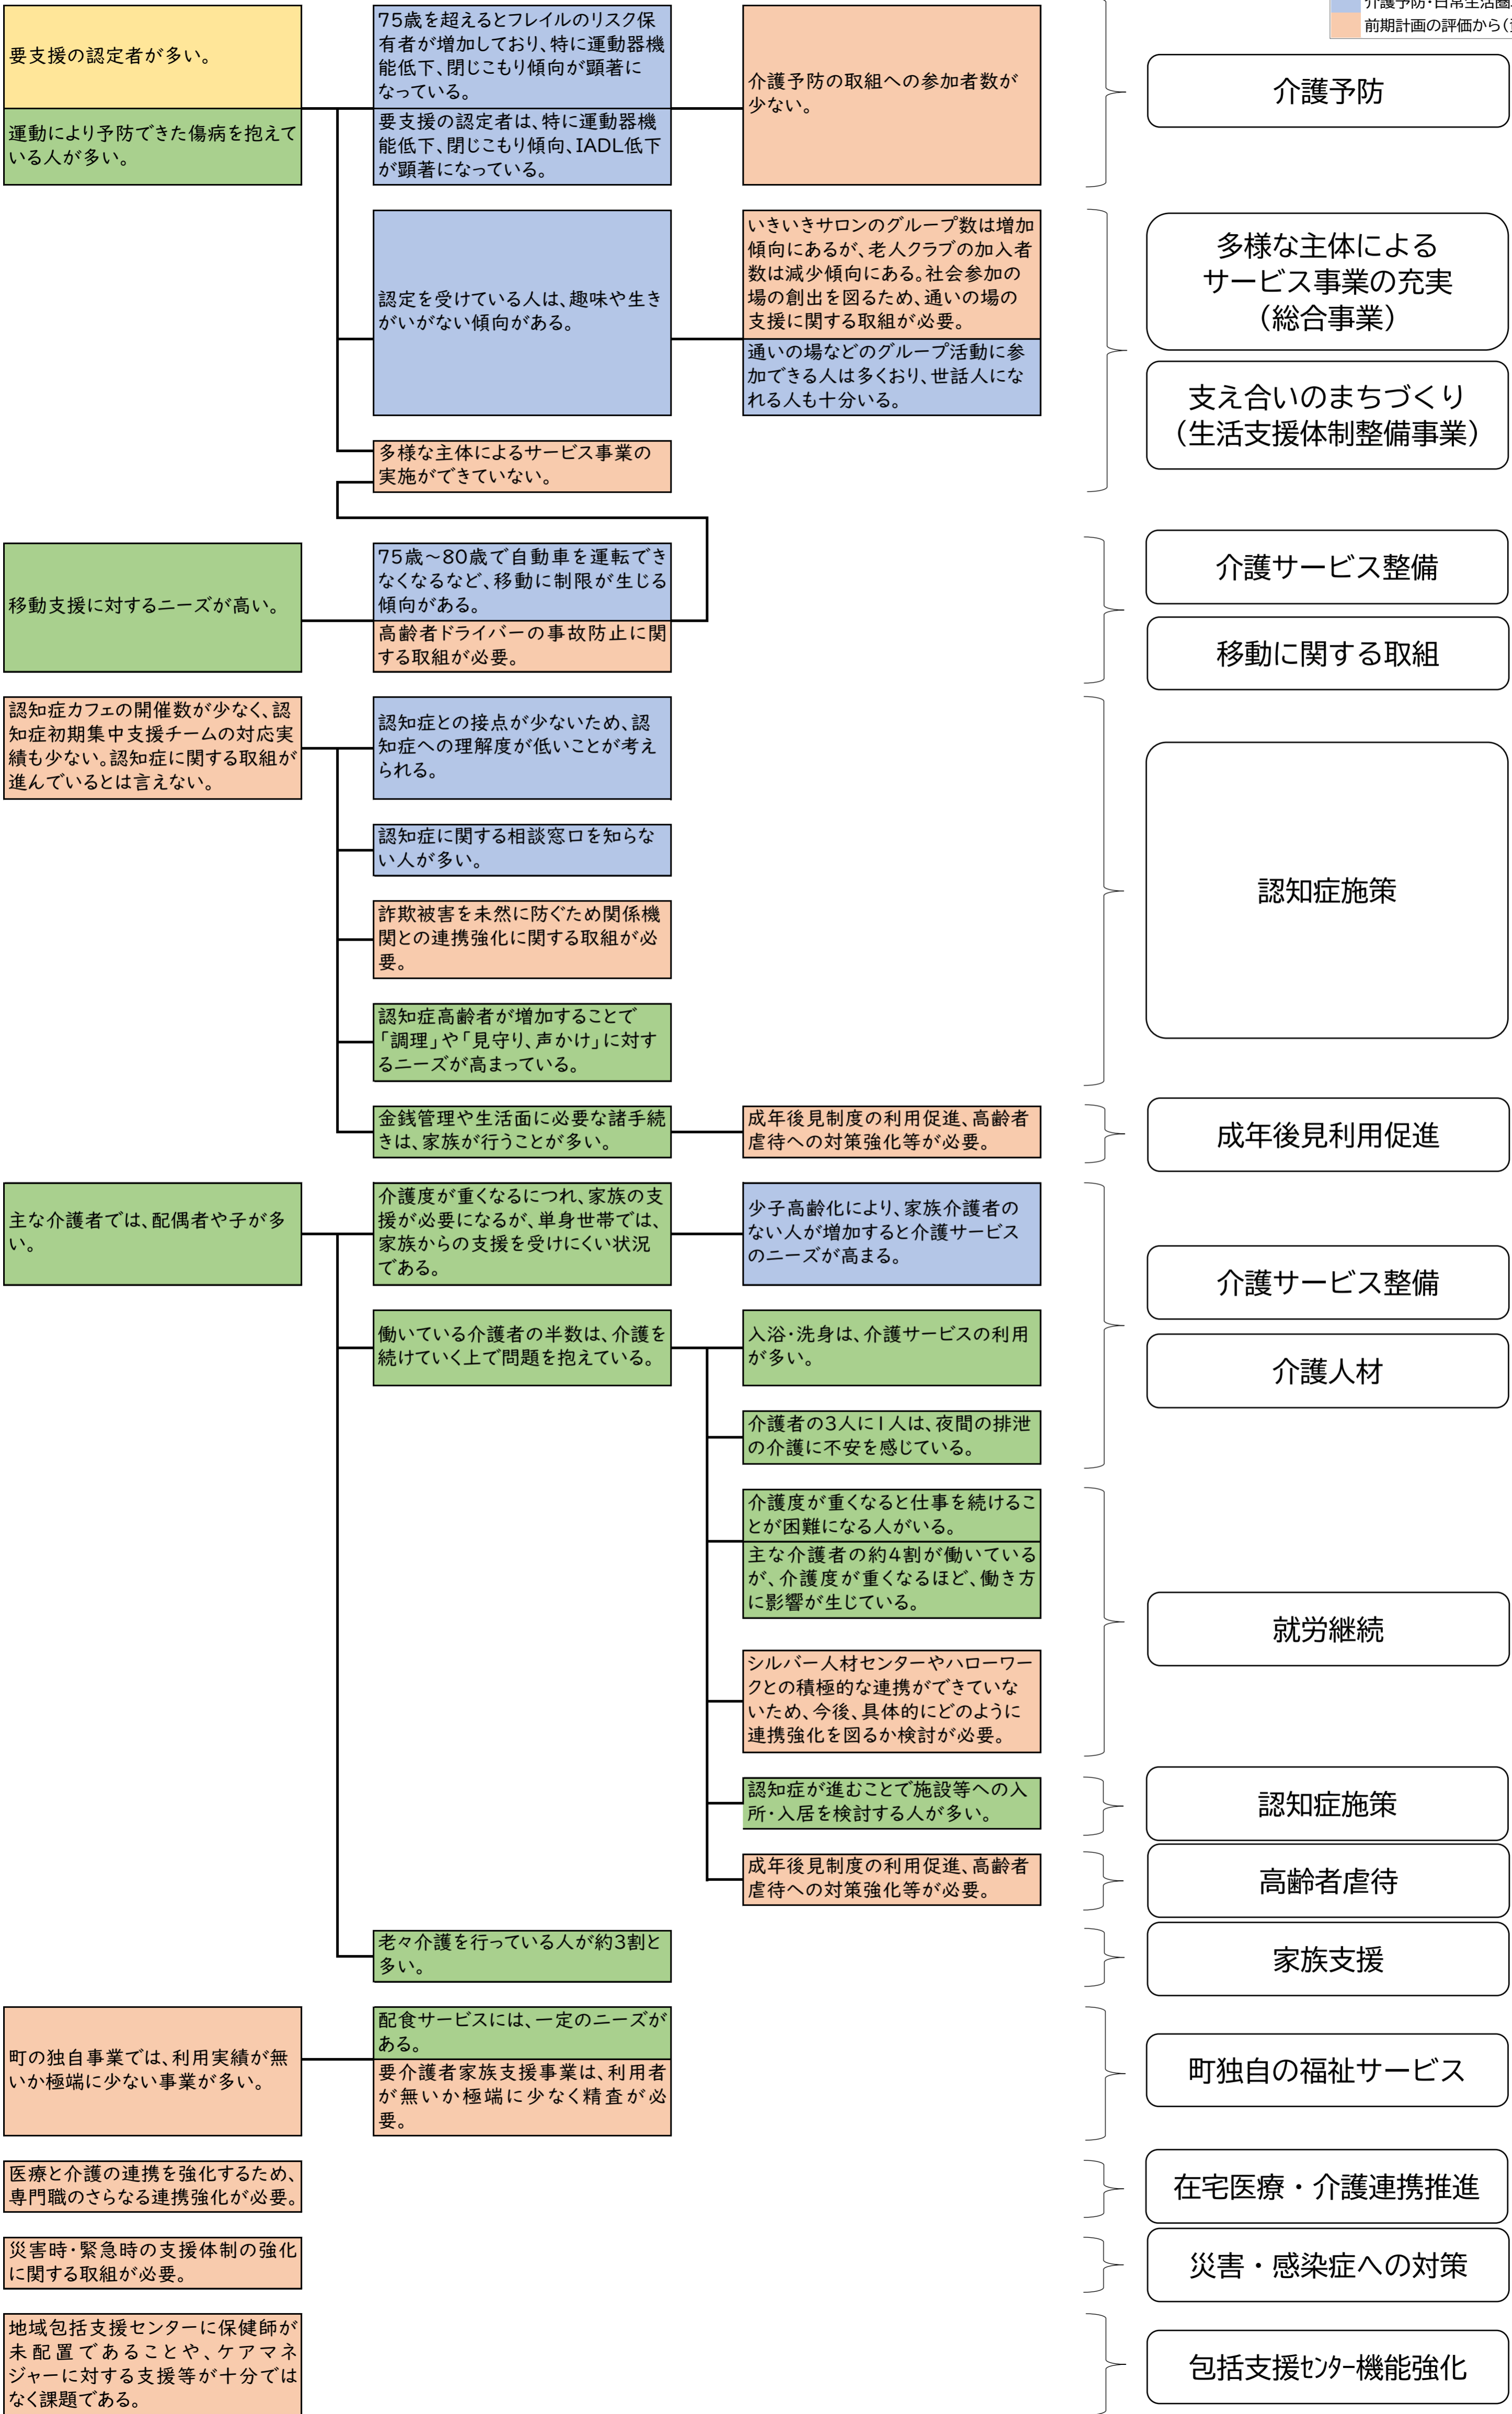 介護予防・日常生活圏
前期計画の評価から(
要支援の認定者が多い。
運動により予防できた傷病を抱えて
いる人が多い。
75歳を超えるとフレイルのリスク保
有者が増加しており、特に運動器機
能低下、閉じこもり傾向が顕著に
なっている。
要支援の認定者は、特に運動器機
能低下、閉じこもり傾向、IADL低下
が顕著になっている。
介護予防の取組への参加者数が
少ない。
介護予防
認定を受けている人は、趣味や生き
がいがない傾向がある。
いきいきサロンのグループ数は増加
傾向にあるが、老人クラブの加入者
数は減少傾向にある。社会参加の
場の創出を図るため、通いの場の
支援に関する取組が必要。
通いの場などのグループ活動に参
加できる人は多くおり、世話人にな
れる人も十分いる。
多様な主体によるサービス事業の
実施ができていない。
多様な主体による
サービス事業の充実
(総合事業)
支え合いのまちづくり
(生活支援体制整備事業)
移動支援に対するニーズが高い。
75歳~80歳で自動車を運転でき
なくなるなど、移動に制限が生じる
傾向がある。
高齢者ドライバーの事故防止に関
する取組が必要。
介護サービス整備
移動に関する取組
認知症カフェの開催数が少なく、認
知症初期集中支援チームの対応実
績も少ない。認知症に関する取組が
進んでいるとは言えない。
認知症との接点が少ないため、認
知症への理解度が低いことが考え
られる。
認知症に関する相談窓口を知らな
い人が多い。
詐欺被害を未然に防ぐため関係機
関との連携強化に関する取組が必
要。
認知症高齢者が増加することで
「調理」や「見守り、声かけ」に対す
るニーズが高まっている。
認知症施策
金銭管理や生活面に必要な諸手続
きは、家族が行うことが多い。
成年後見制度の利用促進、高齢者
虐待への対策強化等が必要。
成年後見利用促進
主な介護者では、配偶者や子が多
い。
介護度が重くなるにつれ、家族の支
援が必要になるが、単身世帯では、
家族からの支援を受けにくい状況
である。
少子高齢化により、家族介護者の
ない人が増加すると介護サービス
のニーズが高まる。
働いている介護者の半数は、介護を
続けていく上で問題を抱えている。
入浴・洗身は、介護サービスの利用
が多い。
介護者の3人に1人は、夜間の排泄
の介護に不安を感じている。
介護サービス整備
介護人材
介護度が重くなると仕事を続けるこ
とが困難になる人がいる。
主な介護者の約4割が働いている
が、介護度が重くなるほど、働き方
に影響が生じている。
シルバー人材センターやハローワー
クとの積極的な連携ができていな
いため、今後、具体的にどのように
連携強化を図るか検討が必要。
就労継続
認知症が進むことで施設等への入
所・入居を検討する人が多い。
認知症施策
成年後見制度の利用促進、高齢者
虐待への対策強化等が必要。
高齢者虐待
老々介護を行っている人が約3割と
多い。
家族支援
町の独自事業では、利用実績が無
いか極端に少ない事業が多い。
配食サービスには、一定のニーズが
ある。
要介護者家族支援事業は、利用者
が無いか極端に少なく精査が必
要。
町独自の福祉サービス
医療と介護の連携を強化するため、
専門職のさらなる連携強化が必要。
在宅医療・介護連携推進
災害時・緊急時の支援体制の強化
に関する取組が必要。
災害・感染症への対策
地域包括支援センターに保健師が
未配置であることや、ケアマネ
ジャーに対する支援等が十分では
なく課題である。
包括支援ｾﾝﾀｰ機能強化